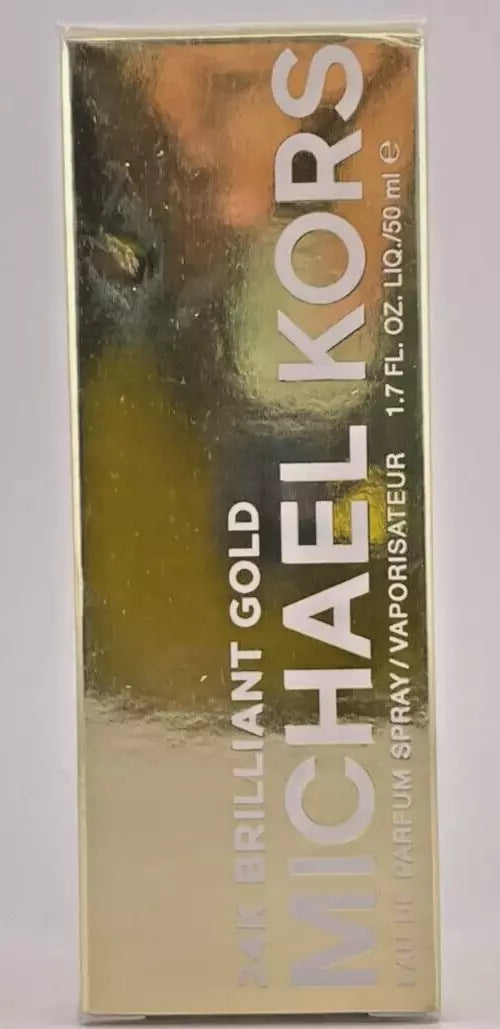 24K BRILLIANT GOLD
MICHAEL KORS
EAU DE PARFUM SPRAY / VAPORISATEUR 1.7 FL. OZ. LIQ./50 ml ℮